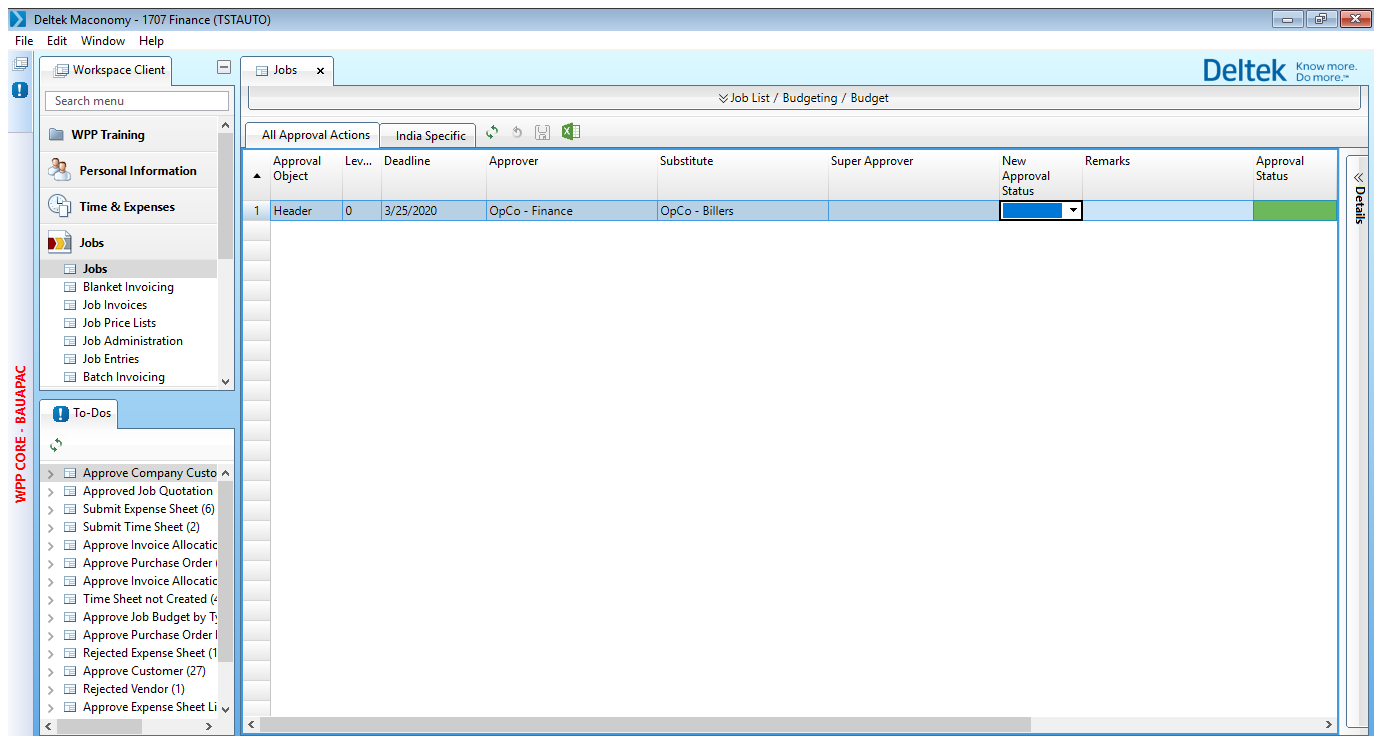 Deltek Maconomy - 1707 Finance (TSTAUTO)
File Edit Window Help
WPP CORE - BAUAPAC
Workspace Client
Search menu
WPP Training
Personal Information
Time & Expenses
Jobs
Jobs
Blanket Invoicing
Job Invoices
Job Price Lists
Job Administration
Job Entries
Batch Invoicing
To-Dos
Approve Company Custo
Approved Job Quotation
Submit Expense Sheet (6)
Submit Time Sheet (2)
Approve Invoice Allocatic
Approve Purchase Order (
Approve Invoice Allocatic
Time Sheet not Created (4
Approve Job Budget by Ty
Approve Purchase Order l
Rejected Expense Sheet (1
Approve Customer (27)
Rejected Vendor (1)
Approve Expense Sheet Li
Jobs
Deltek Know more.
Do more.™
Job List / Budgeting / Budget
All Approval Actions India Specific
Approval Object Lev... Deadline Approver Substitute Super Approver New Approval Status Remarks Approval Status
1 Header 0 3/25/2020 OpCo - Finance OpCo - Billers
Details